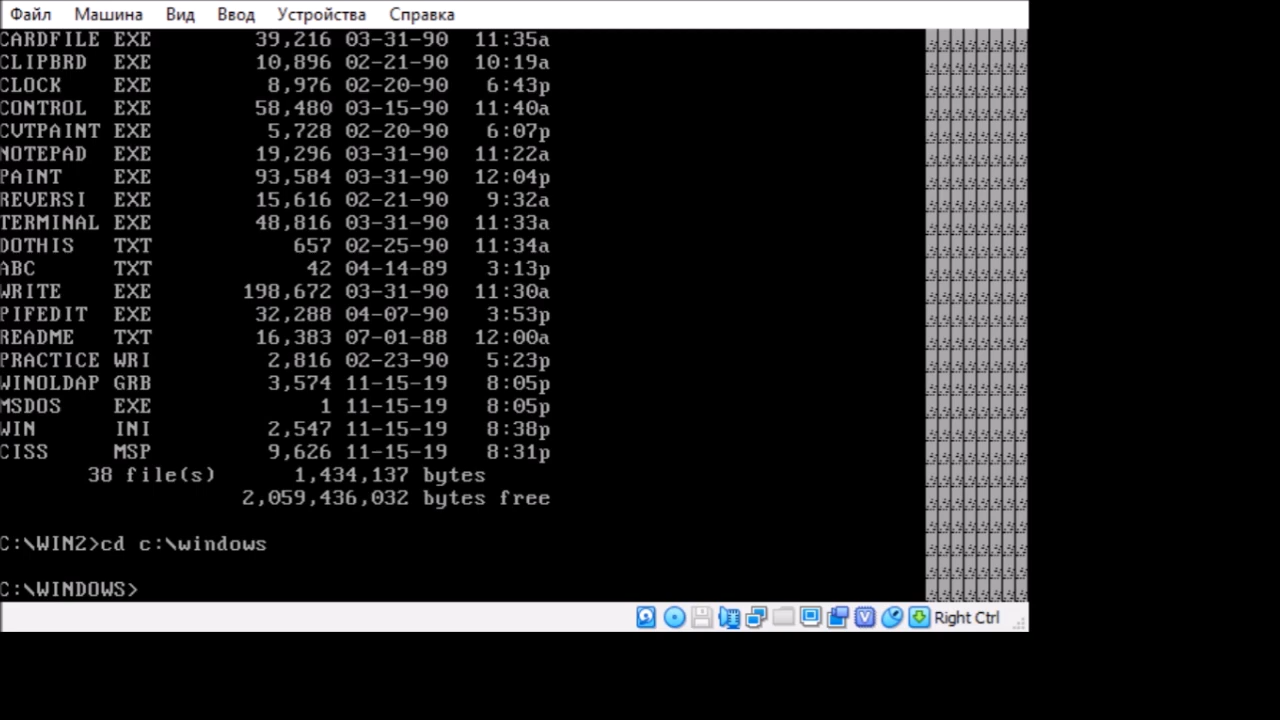 Файл Машина Вид Ввод Устройства Справка
CARDFILE EXE 39,216 03-31-90 11:35a
CLIPBRD EXE 10,896 02-21-90 10:19a
CLOCK EXE 8,976 02-20-90 6:43p
CONTROL EXE 58,480 03-15-90 11:40a
CVTPAINT EXE 5,728 02-20-90 6:07p
NOTEPAD EXE 19,296 03-31-90 11:22a
PAINT EXE 93,584 03-31-90 12:04p
REVERSI EXE 15,616 02-21-90 9:32a
TERMINAL EXE 48,816 03-31-90 11:33a
DOTHIS TXT 657 02-25-90 11:34a
ABC TXT 42 04-14-89 3:13p
WRITE EXE 198,672 03-31-90 11:30a
PIFEDIT EXE 32,288 04-07-90 3:53p
README TXT 16,383 07-01-88 12:00a
PRACTICE WRI 2,816 02-23-90 5:23p
WINOLDAP GRB 3,574 11-15-19 8:05p
MSDOS EXE 1 11-15-19 8:05p
WIN INI 2,547 11-15-19 8:38p
CISS MSP 9,626 11-15-19 8:31p
38 file(s) 1,434,137 bytes
2,059,436,032 bytes free
C:\WIN2>cd c:\windows
C:\WINDOWS>
Right Ctrl